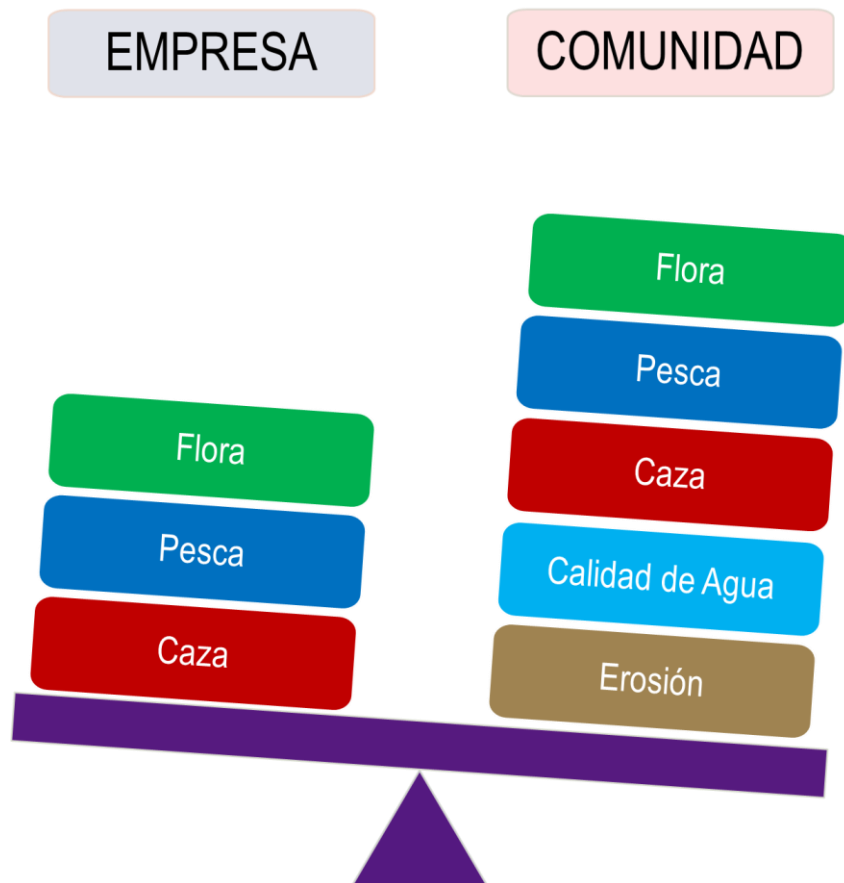 EMPRESA
COMUNIDAD
Flora
Pesca
Caza
Flora
Pesca
Caza
Calidad de Agua
Erosión